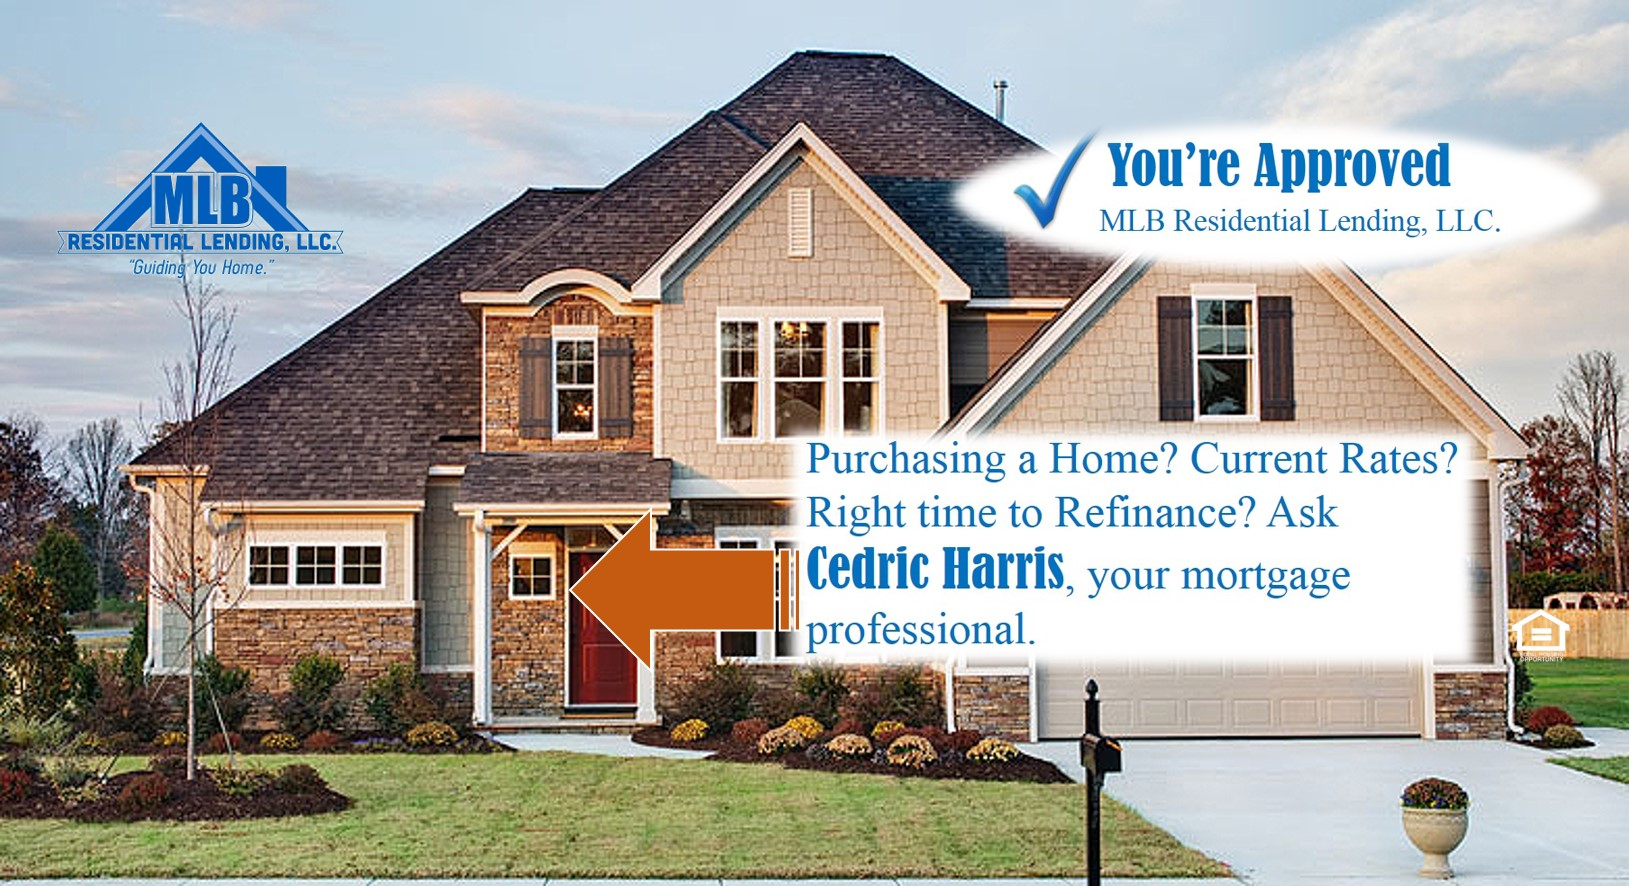 MLB
RESIDENTIAL LENDING, LLC.
"Guiding You Home."
You're Approved
MLB Residential Lending, LLC.
Purchasing a Home? Current Rates?
Right time to Refinance? Ask
Cedric Harris, your mortgage
professional.
OPPORTUNITY